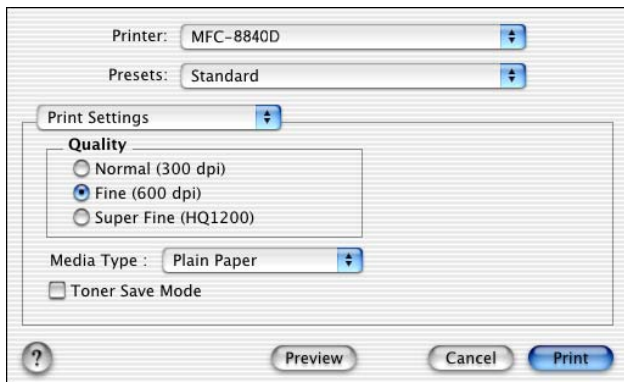 Printer: MFC-8840D
Presets: Standard
Print Settings
Quality
Normal (300 dpi)
Fine (600 dpi)
Super Fine (HQ1200)
Media Type : Plain Paper
Toner Save Mode
? Preview Cancel Print